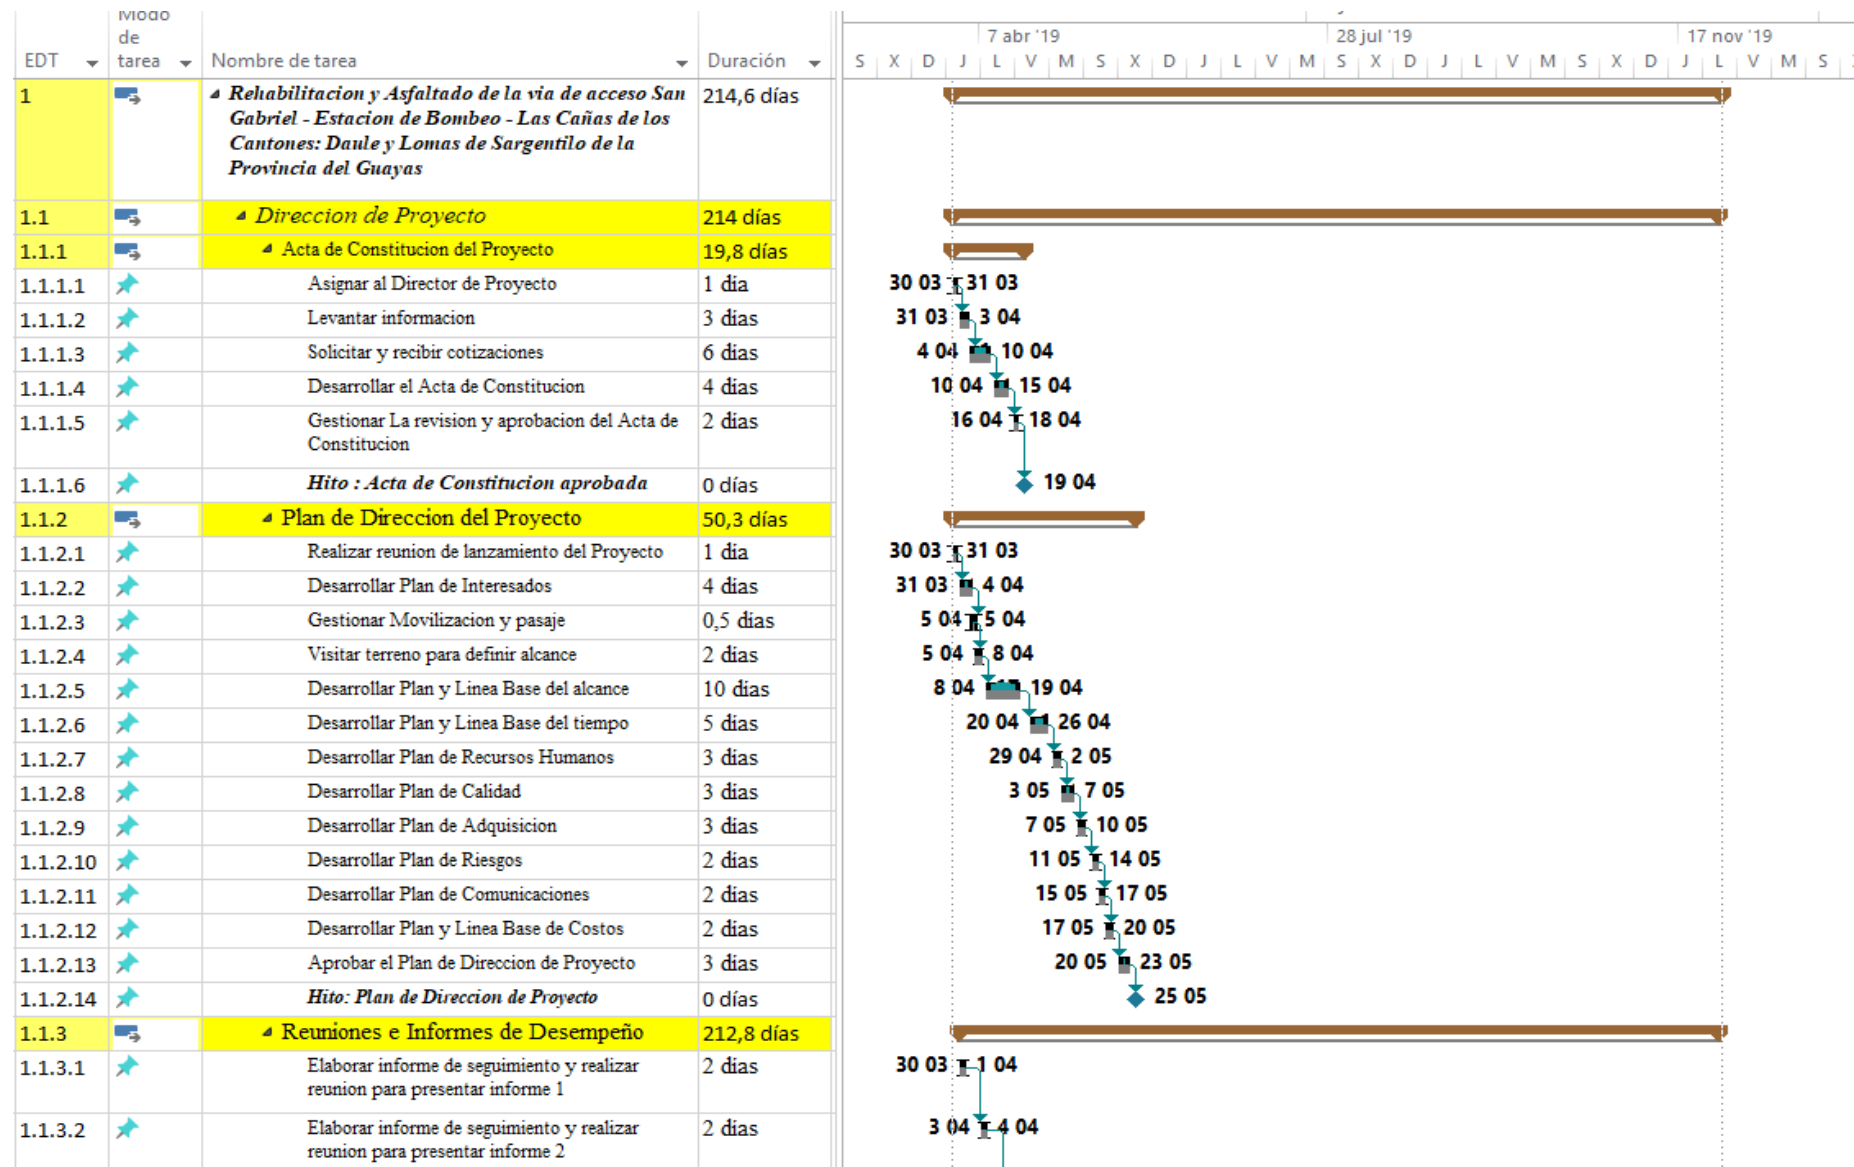 Modo
de
EDT tarea Nombre de tarea Duración
7 abr '19 28 jul '19 17 nov '19
S X D J L V M S X D J L V M S X D J L V M S X D J L V M S
1 Rehabilitacion y Asfaltado de la via de acceso San 214,6 días
Gabriel - Estacion de Bombeo - Las Cañas de los
Cantones: Daule y Lomas de Sargentilo de la
Provincia del Guayas
1.1 Direccion de Proyecto 214 días
1.1.1 Acta de Constitucion del Proyecto 19,8 días
1.1.1.1 Asignar al Director de Proyecto 1 dia 30 03 31 03
1.1.1.2 Levantar informacion 3 dias 31 03 3 04
1.1.1.3 Solicitar y recibir cotizaciones 6 dias 4 04 10 04
1.1.1.4 Desarrollar el Acta de Constitucion 4 dias 10 04 15 04
1.1.1.5 Gestionar La revision y aprobacion del Acta de 2 dias 16 04 18 04
Constitucion
1.1.1.6 Hito : Acta de Constitucion aprobada 0 días 19 04
1.1.2 Plan de Direccion del Proyecto 50,3 días
1.1.2.1 Realizar reunion de lanzamiento del Proyecto 1 dia 30 03 31 03
1.1.2.2 Desarrollar Plan de Interesados 4 dias 31 03 4 04
1.1.2.3 Gestionar Movilizacion y pasaje 0,5 dias 5 04 5 04
1.1.2.4 Visitar terreno para definir alcance 2 dias 5 04 8 04
1.1.2.5 Desarrollar Plan y Linea Base del alcance 10 dias 8 04 19 04
1.1.2.6 Desarrollar Plan y Linea Base del tiempo 5 dias 20 04 26 04
1.1.2.7 Desarrollar Plan de Recursos Humanos 3 dias 29 04 2 05
1.1.2.8 Desarrollar Plan de Calidad 3 dias 3 05 7 05
1.1.2.9 Desarrollar Plan de Adquisicion 3 dias 7 05 10 05
1.1.2.10 Desarrollar Plan de Riesgos 2 dias 11 05 14 05
1.1.2.11 Desarrollar Plan de Comunicaciones 2 dias 15 05 17 05
1.1.2.12 Desarrollar Plan y Linea Base de Costos 2 dias 17 05 20 05
1.1.2.13 Aprobar el Plan de Direccion de Proyecto 3 dias 20 05 23 05
1.1.2.14 Hito: Plan de Direccion de Proyecto 0 días 25 05
1.1.3 Reuniones e Informes de Desempeño 212,8 días
1.1.3.1 Elaborar informe de seguimiento y realizar 2 dias 30 03 1 04
reunion para presentar informe 1
1.1.3.2 Elaborar informe de seguimiento y realizar 2 dias 3 04 4 04
reunion para presentar informe 2